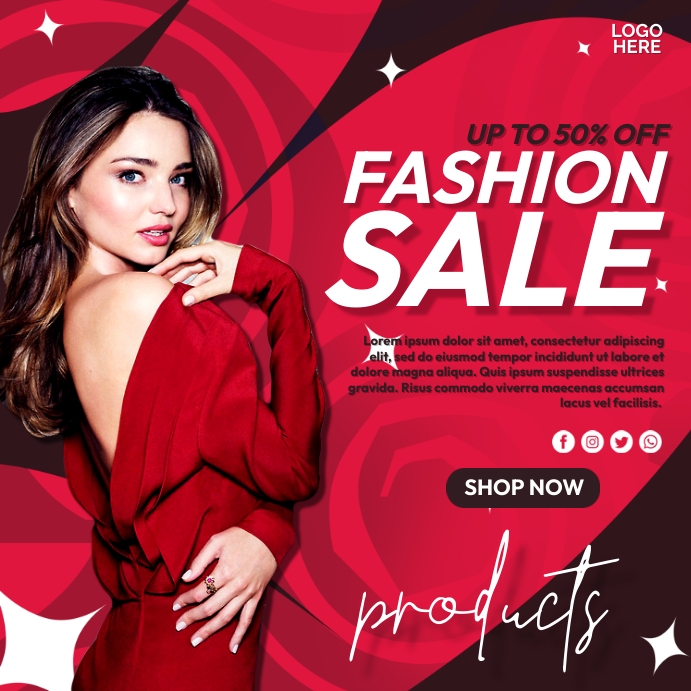 LOGO
HERE
UP TO 50% OFF
FASHION
SALE
Lorem ipsum dolor sit amet, consectetur adipiscing
elit, sed do eiusmod tempor incididunt ut labore et
dolore magna aliqua. Quis ipsum suspendisse ultrices
gravida. Risus commodo viverra maecenas accumsan
lacus vel facilisis.
SHOP NOW
products